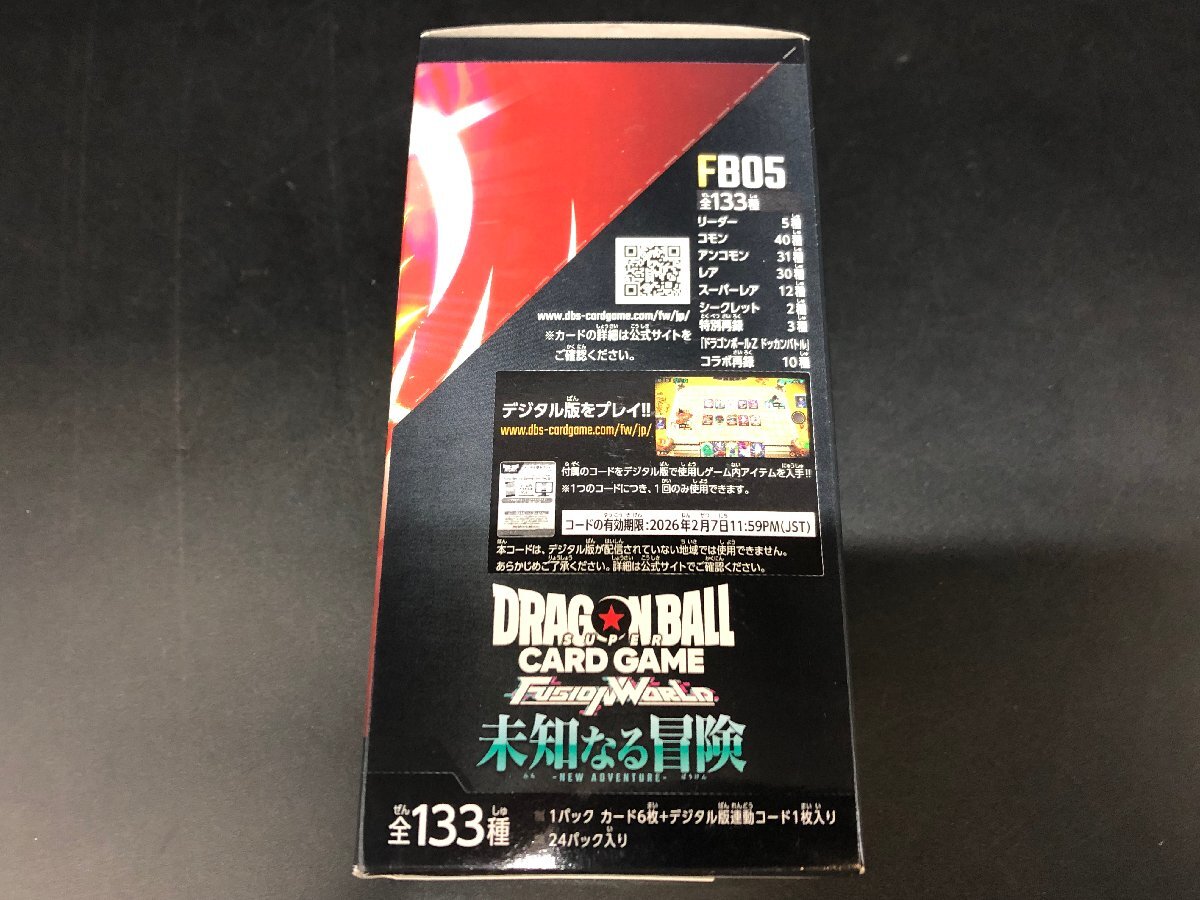 FB05
全133種
リーダー 5種
コモン 40種
アンコモン 31種
レア 30種
スーパーレア 12種
シークレット 2種
特別再録 3種
「ドラゴンボールZ ドッカンバトル」
コラボ再録 10種
www.dbs-cardgame.com/fw/jp/
※カードの詳細は公式サイトを
ご確認ください。
デジタル版をプレイ!!
www.dbs-cardgame.com/fw/jp/
付属のコードをデジタル版で使用しゲーム内アイテムを入手!!
※1つのコードにつき、1回のみ使用できます。
コードの有効期限:2026年2月7日11:59PM(JST)
本コードは、デジタル版が配信されていない地域では使用できません。
あらかじめご了承ください。詳細は公式サイトでご確認ください。
DRAGON BALL
SUPER
CARD GAME
FUSION WORLD
未知なる冒険
-NEW ADVENTURE-
全133種
1パック カード6枚+デジタル版連動コード1枚入り
24パック入り